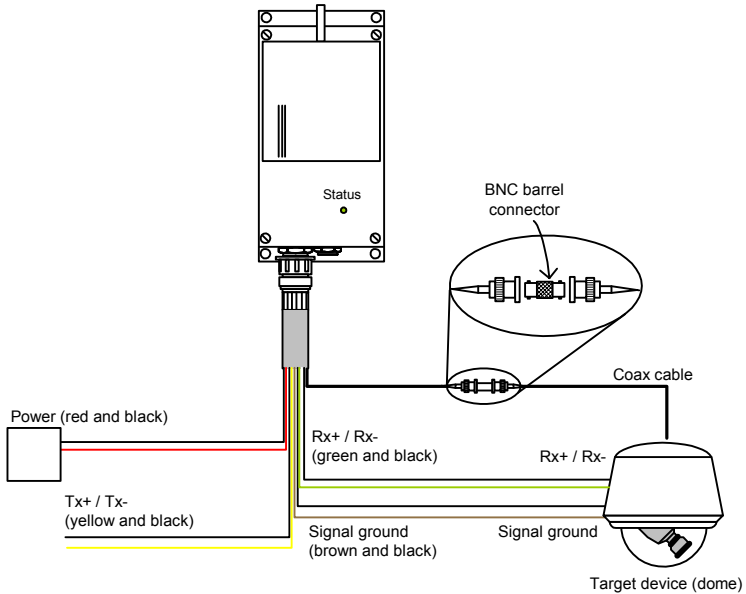 Status
BNC barrel
connector
Coax cable
Power (red and black)
Rx+ / Rx-
(green and black)
Rx+ / Rx-
Tx+ / Tx-
(yellow and black)
Signal ground
(brown and black)
Signal ground
Target device (dome)